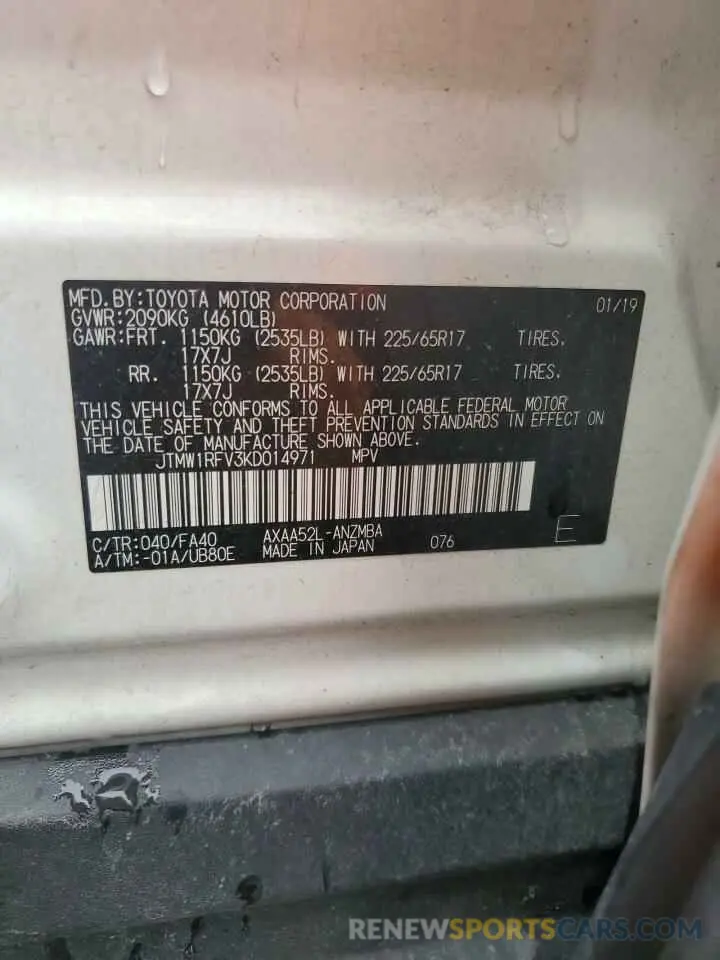 MFD. BY: TOYOTA MOTOR CORPORATION 01/19
GVWR: 2090KG (4610LB)
GAWR: FRT. 1150KG (2535LB) WITH 225/65R17 TIRES.
17X7J RIMS.
RR. 1150KG (2535LB) WITH 225/65R17 TIRES.
17X7J RIMS.
THIS VEHICLE CONFORMS TO ALL APPLICABLE FEDERAL MOTOR
VEHICLE SAFETY AND THEFT PREVENTION STANDARDS IN EFFECT ON
THE DATE OF MANUFACTURE SHOWN ABOVE.
JTMW1RFV3KD014971 MPV
C/TR: 040/FA40 AXAA52L-ANZMBA
A/TM: -01A/UB80E MADE IN JAPAN 076 E
RENEWSPORTSCARS.COM